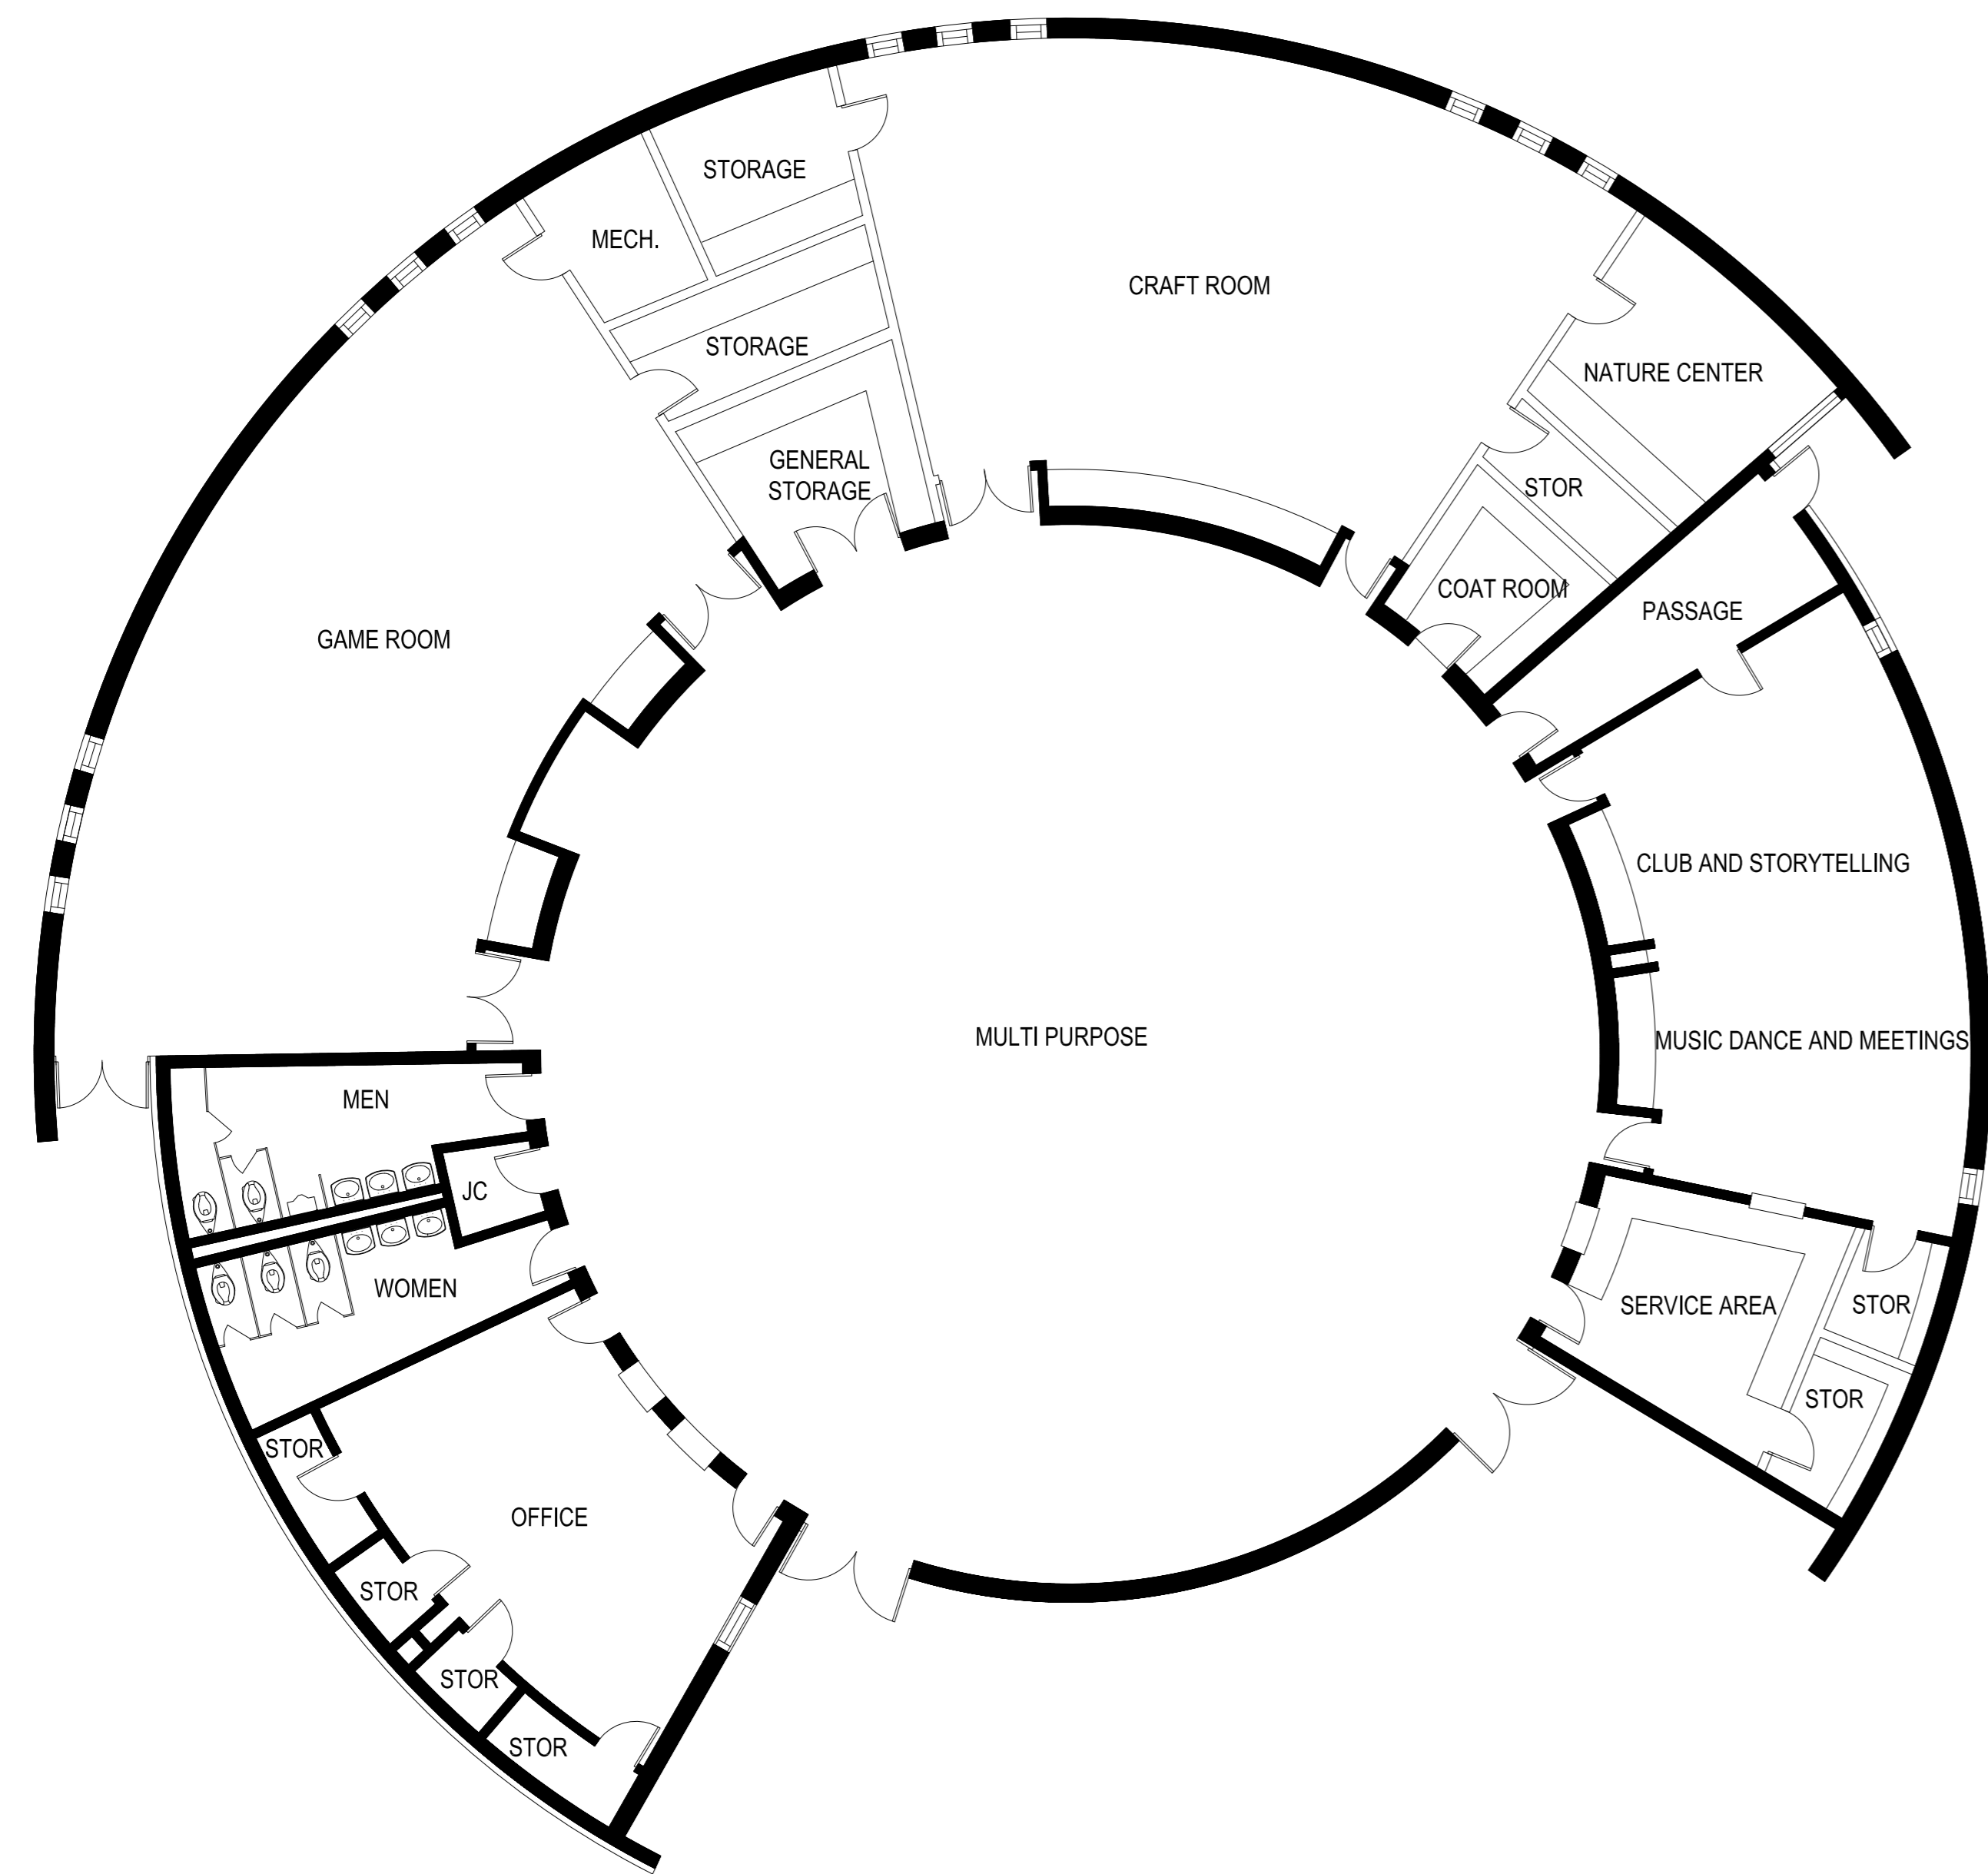 STORAGE
MECH.
CRAFT ROOM
STORAGE
NATURE CENTER
GENERAL
STORAGE
STOR
COAT ROOM
PASSAGE
GAME ROOM
CLUB AND STORYTELLING
MULTI PURPOSE
MUSIC DANCE AND MEETINGS
MEN
JC
WOMEN
SERVICE AREA
STOR
STOR
STOR
OFFICE
STOR
STOR
STOR